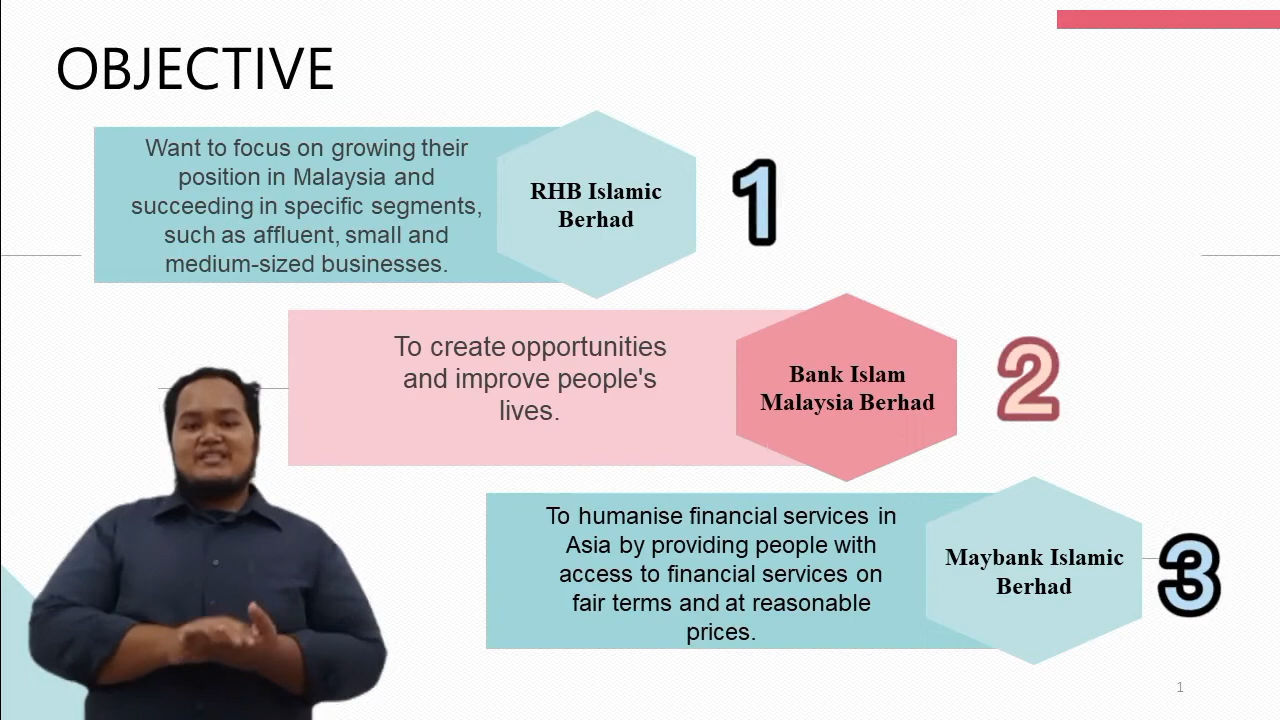 OBJECTIVE
Want to focus on growing their
position in Malaysia and
succeeding in specific segments,
such as affluent, small and
medium-sized businesses.
RHB Islamic
Berhad
1
To create opportunities
and improve people's
lives.
Bank Islam
Malaysia Berhad
2
To humanise financial services in
Asia by providing people with
access to financial services on
fair terms and at reasonable
prices.
Maybank Islamic
Berhad
3
1